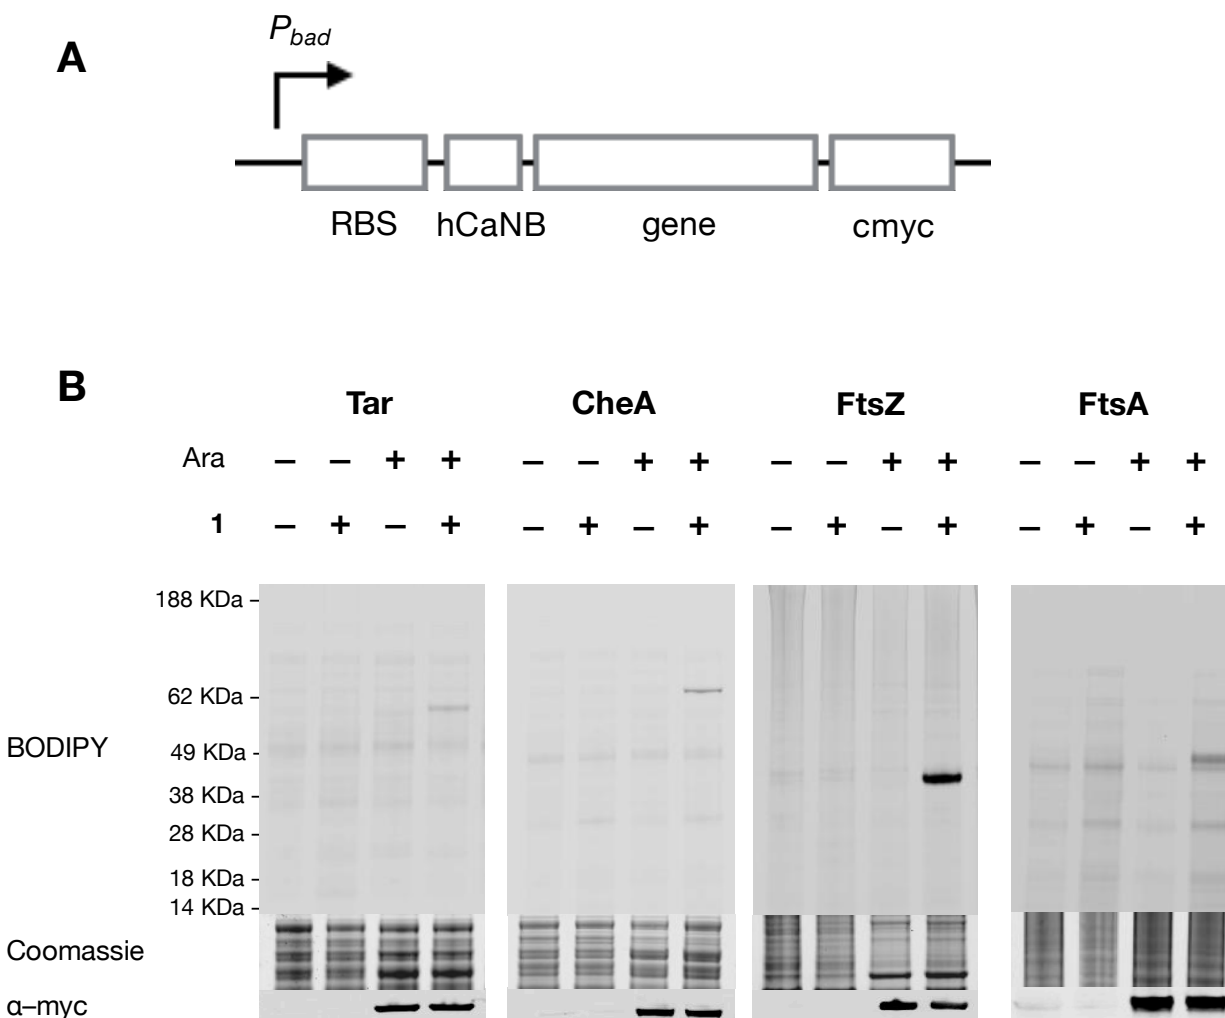 A
Pbad
RBS hCaNB gene cmyc
B
Tar CheA FtsZ FtsA
Ara – – + + – – + + – – + + – – + +
1 – + – + – + – + – + – + – + – +
188 KDa –
62 KDa –
BODIPY
49 KDa –
38 KDa –
28 KDa –
18 KDa –
14 KDa –
Coomassie
α–myc